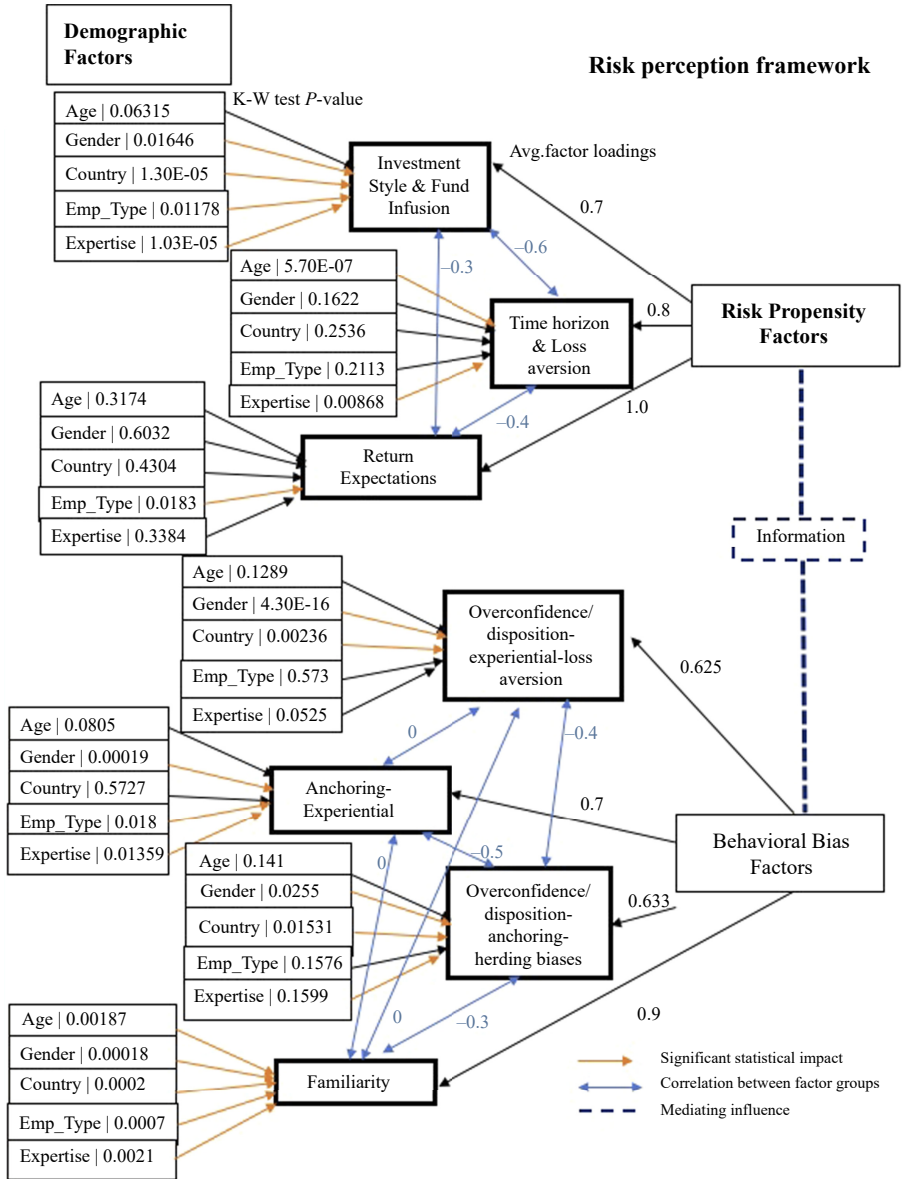 Demographic
Factors
Risk perception framework
K-W test P-value
Age | 0.06315
Gender | 0.01646
Country | 1.30E-05
Emp_Type | 0.01178
Expertise | 1.03E-05
Investment
Style & Fund
Infusion
Avg.factor loadings
0.7
–0.6
–0.3
Age | 5.70E-07
Gender | 0.1622
Country | 0.2536
Emp_Type | 0.2113
Expertise | 0.00868
Time horizon
& Loss
aversion
0.8
Risk Propensity
Factors
1.0
–0.4
Age | 0.3174
Gender | 0.6032
Country | 0.4304
Emp_Type | 0.0183
Expertise | 0.3384
Return
Expectations
Information
Age | 0.1289
Gender | 4.30E-16
Country | 0.00236
Emp_Type | 0.573
Expertise | 0.0525
Overconfidence/
disposition-
experiential-loss
aversion
0.625
0
–0.4
Age | 0.0805
Gender | 0.00019
Country | 0.5727
Emp_Type | 0.018
Expertise | 0.01359
Anchoring-
Experiential
0.7
Behavioral Bias
Factors
0
–0.5
Age | 0.141
Gender | 0.0255
Country | 0.01531
Emp_Type | 0.1576
Expertise | 0.1599
Overconfidence/
disposition-
anchoring-
herding biases
0.633
0
–0.3
0.9
Age | 0.00187
Gender | 0.00018
Country | 0.0002
Emp_Type | 0.0007
Expertise | 0.0021
Familiarity
Significant statistical impact
Correlation between factor groups
Mediating influence